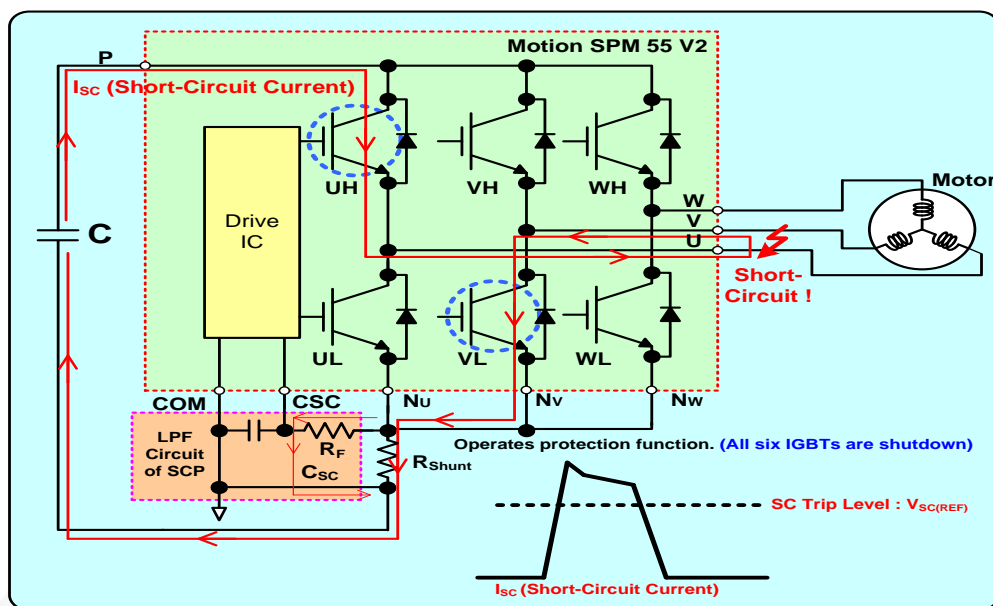 Motion SPM 55 V2
P
ISC (Short-Circuit Current)
UH
VH
WH
Drive
IC
C
W
V
U
Motor
Short-
Circuit !
UL
VL
WL
COM
CSC
NU
NV
NW
LPF
Circuit
of SCP
RF
CSC
RShunt
Operates protection function. (All six IGBTs are shutdown)
SC Trip Level : VSC(REF)
ISC (Short-Circuit Current)